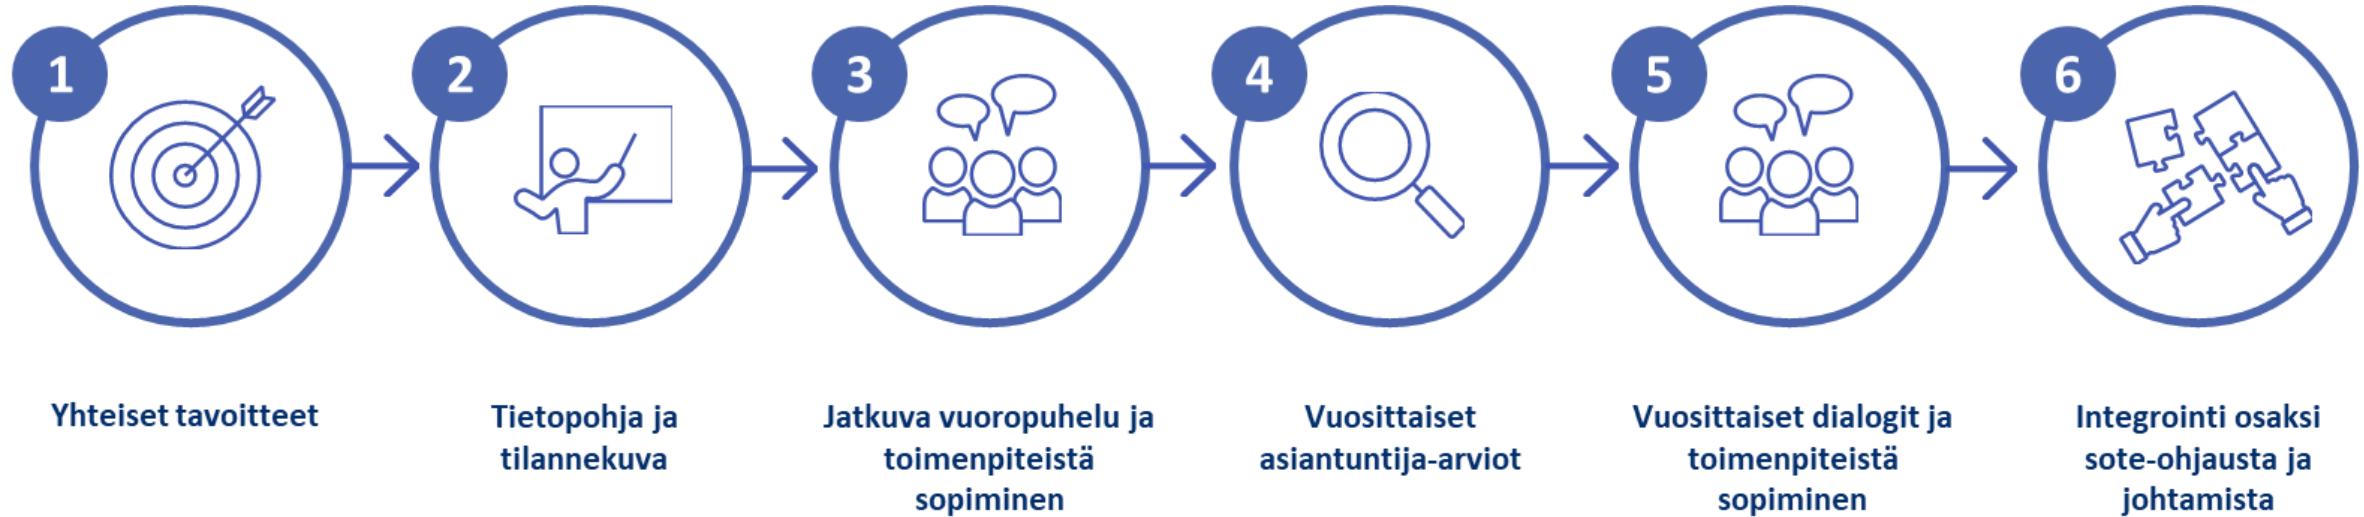 1
2
3
4
5
6
Yhteiset tavoitteet
Tietopohja ja
tilannekuva
Jatkuva vuoropuhelu ja
toimenpiteistä
sopiminen
Vuosittaiset
asiantuntija-arviot
Vuosittaiset dialogit ja
toimenpiteistä
sopiminen
Integrointi osaksi
sote-ohjausta ja
johtamista